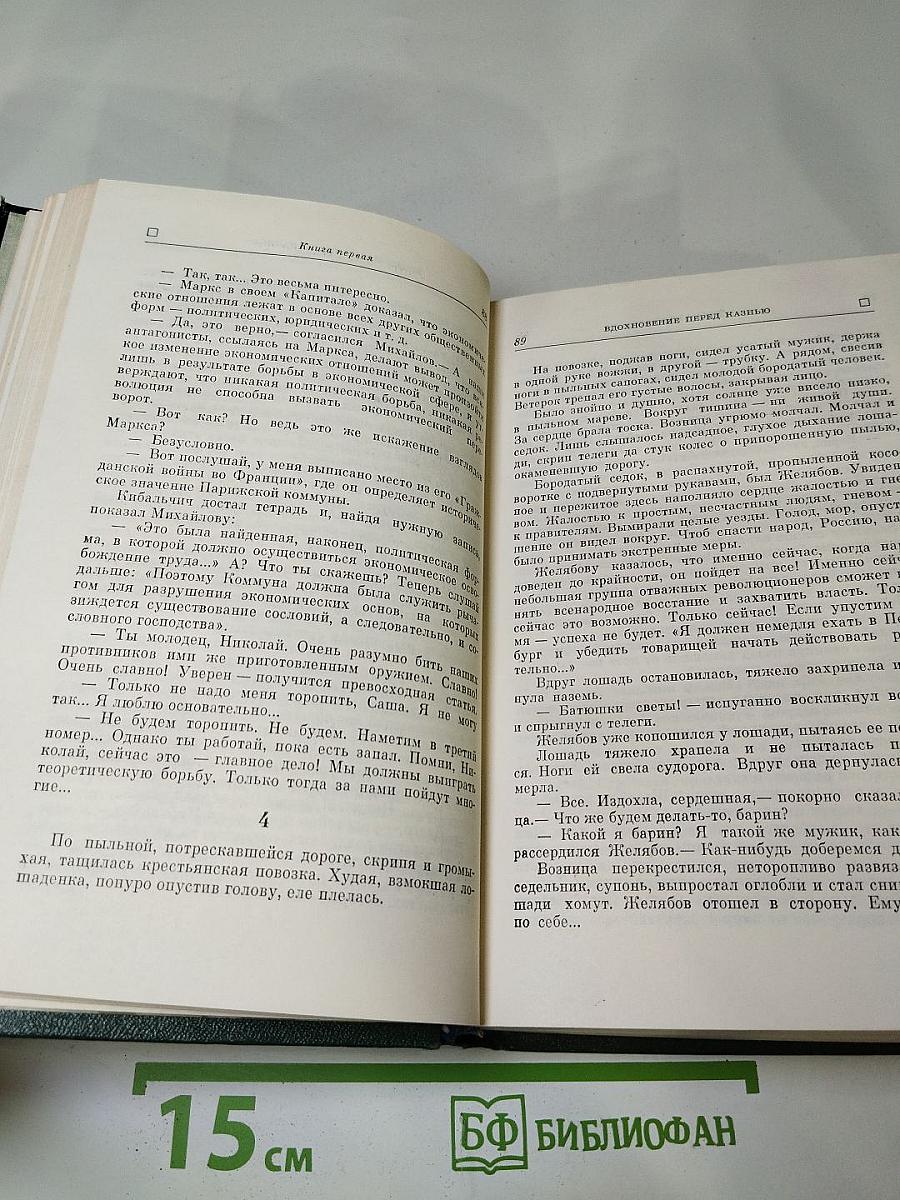 Книга первая
88
— Так, так... Это весьма интересно.
— Маркс в своем «Капитале» доказал, что экономиче-
ские отношения лежат в основе всех других общественных
форм — политических, юридических и т. д.
— Да, это верно,— согласился Михайлов.— А наши
антагонисты, ссылаясь на Маркса, делают вывод, что вся-
кое изменение экономических отношений может произойти
лишь в результате борьбы в экономической сфере, и ут-
верждают, что никакая политическая борьба, никакая ре-
волюция не способна вызвать экономический пере-
ворот.
— Вот как? Но ведь это же искажение взглядов
Маркса?
— Безусловно.
— Вот послушай, у меня выписано место из его «Граж-
данской войны во Франции», где он определяет историче-
ское значение Парижской коммуны.
Кибальчич достал тетрадь и, найдя нужную запись,
показал Михайлову:
— «Это была найденная, наконец, политическая фор-
ма, в которой должно осуществиться экономическое осво-
бождение труда...» А? Что ты скажешь? Теперь слушай
дальше: «Поэтому Коммуна должна была служить рыча-
гом для разрушения экономических основ, на которых
зиждется существование сословий, а следовательно, и со-
словного господства».
— Ты молодец, Николай. Очень разумно бить наших
противников ими же приготовленным оружием. Славно!
Очень славно! Уверен — получится превосходная статья.
— Только не надо меня торопить, Саша. Я не могу
так... Я люблю основательно...
— Не будем торопить. Не будем. Наметим в третий
номер... Однако ты работай, пока есть запал. Помни, Ни-
колай, сейчас это — главное дело! Мы должны выиграть
теоретическую борьбу. Только тогда за нами пойдут мно-
гие...
4
По пыльной, потрескавшейся дороге, скрипя и громы-
хая, тащилась крестьянская повозка. Худая, взмокшая ло-
шаденка, понуро опустив голову, еле плелась.
89
ВДОХНОВЕНИЕ ПЕРЕД КАЗНЬЮ
На повозке, поджав ноги, сидел усатый мужик, держа
в одной руке вожжи, в другой — трубку. А рядом, свесив
ноги в пыльных сапогах, сидел молодой бородатый человек.
Ветерок трепал его густые волосы, закрывая лицо.
Было знойно и душно, хотя солнце уже висело низко,
в пыльном мареве. Вокруг тишина — ни живой души.
За сердце брала тоска. Возница угрюмо молчал. Молчал и
седок. Лишь слышалось надсадное, глухое дыхание лоша-
ди, скрип телеги да стук колес о припорошенную пылью,
окаменевшую дорогу.
Бородатый седок, в распахнутой, пропыленной косо-
воротке с подвернутыми рукавами, был Желябов. Увиден
ное и пережитое здесь наполняло сердце жалостью и гне
вом. Жалостью к простым, несчастным людям, гневом —
к правителям. Вымирали целые уезды. Голод, мор, опуст
шение он видел вокруг. Чтоб спасти народ, Россию, на
было принимать экстренные меры.
Желябову казалось, что именно сейчас, когда нар
доведен до крайности, он пойдет на все! Именно сейч
небольшая группа отважных революционеров сможет п
нять всенародное восстание и захватить власть. Толь
сейчас это возможно. Только сейчас! Если упустим
мя — успеха не будет. «Я должен немедля ехать в Пе
бург и убедить товарищей начать действовать р
тельно...»
Вдруг лошадь остановилась, тяжело захрипела и
нула наземь.
— Батюшки светы! — испуганно воскликнул во
и спрыгнул с телеги.
Желябов уже копошился у лошади, пытаясь ее по
Лошадь тяжело храпела и не пыталась п
ся. Ноги ей свела судорога. Вдруг она дернулась
мерла.
— Все. Издохла, сердешная,— покорно сказал
ца.— Что же будем делать-то, барин?
— Какой я барин? Я такой же мужик, как
рассердился Желябов.— Как-нибудь доберемся д
Возница перекрестился, неторопливо развяз
седельник, супонь, выпростал оглобли и стал сни
шади хомут. Желябов отошел в сторону. Ему
по себе...
15 см
БФ БИБЛИОФАН